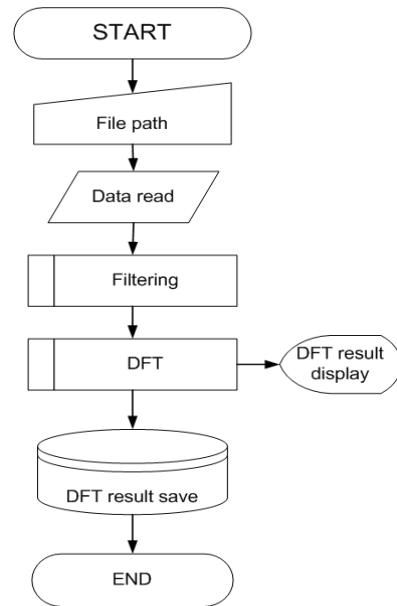 START
File path
Data read
Filtering
DFT
DFT result
display
DFT result save
END